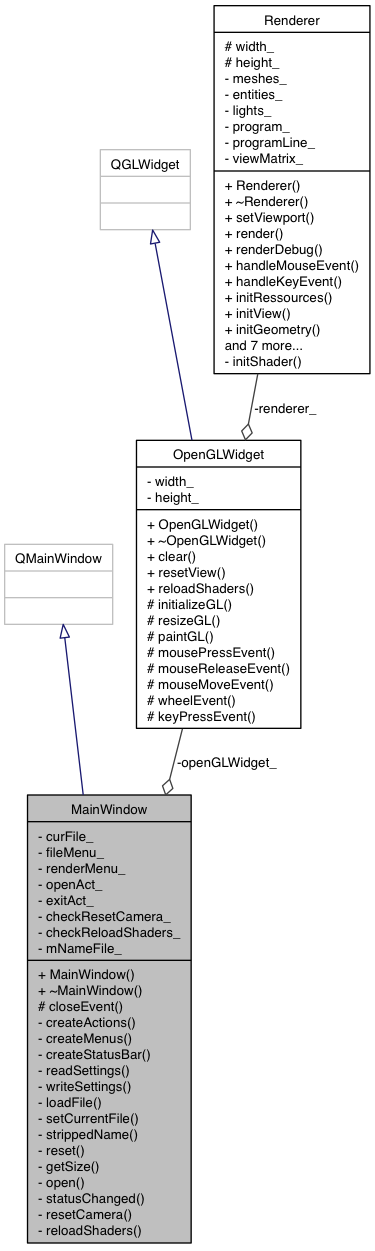 Renderer
# width_
# height_
- meshes_
- entities_
- lights_
- program_
- programLine_
- viewMatrix_
+ Renderer()
+ ~Renderer()
+ setViewport()
+ render()
+ renderDebug()
+ handleMouseEvent()
+ handleKeyEvent()
+ initRessources()
+ initView()
+ initGeometry()
and 7 more...
- initShader()
QGLWidget
-renderer_
OpenGLWidget
- width_
- height_
+ OpenGLWidget()
+ ~OpenGLWidget()
+ clear()
+ resetView()
+ reloadShaders()
# initializeGL()
# resizeGL()
# paintGL()
# mousePressEvent()
# mouseReleaseEvent()
# mouseMoveEvent()
# wheelEvent()
# keyPressEvent()
QMainWindow
-openGLWidget_
MainWindow
- curFile_
- fileMenu_
- renderMenu_
- openAct_
- exitAct_
- checkResetCamera_
- checkReloadShaders_
- mNameFile_
+ MainWindow()
+ ~MainWindow()
# closeEvent()
- createActions()
- createMenus()
- createStatusBar()
- readSettings()
- writeSettings()
- loadFile()
- setCurrentFile()
- strippedName()
- reset()
- getSize()
- open()
- statusChanged()
- resetCamera()
- reloadShaders()